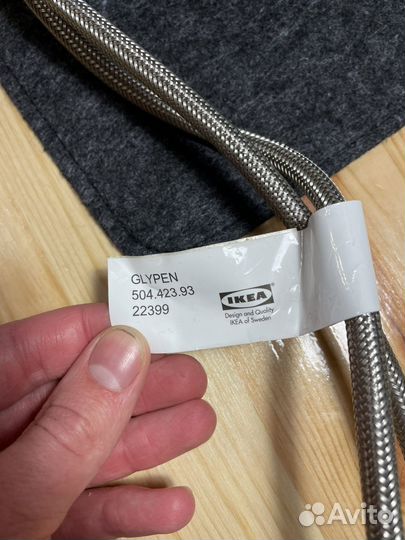 GLYPEN
504.423.93
22399
IKEA
Design and Quality
IKEA of Sweden
Avito